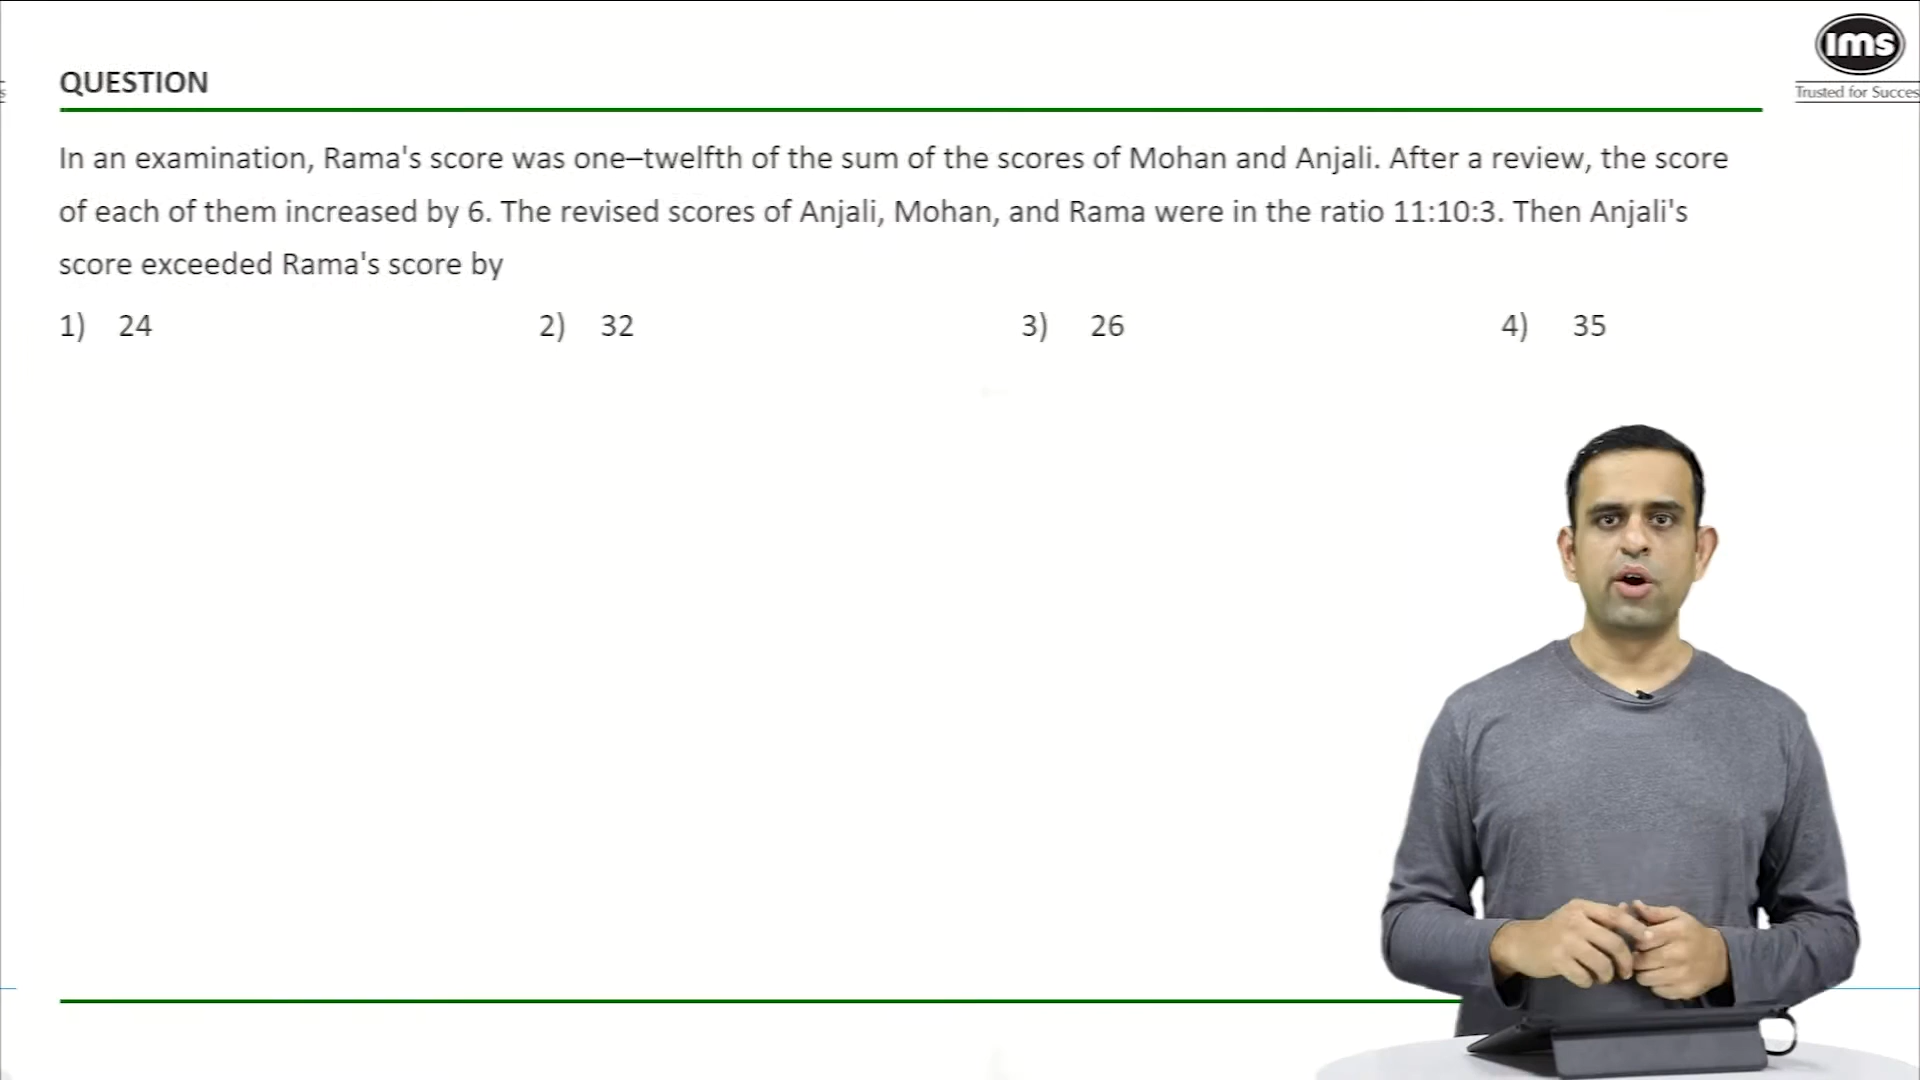 ims
Trusted for Succes
QUESTION
In an examination, Rama's score was one–twelfth of the sum of the scores of Mohan and Anjali. After a review, the score
of each of them increased by 6. The revised scores of Anjali, Mohan, and Rama were in the ratio 11:10:3. Then Anjali's
score exceeded Rama's score by
1) 24 2) 32 3) 26 4) 35